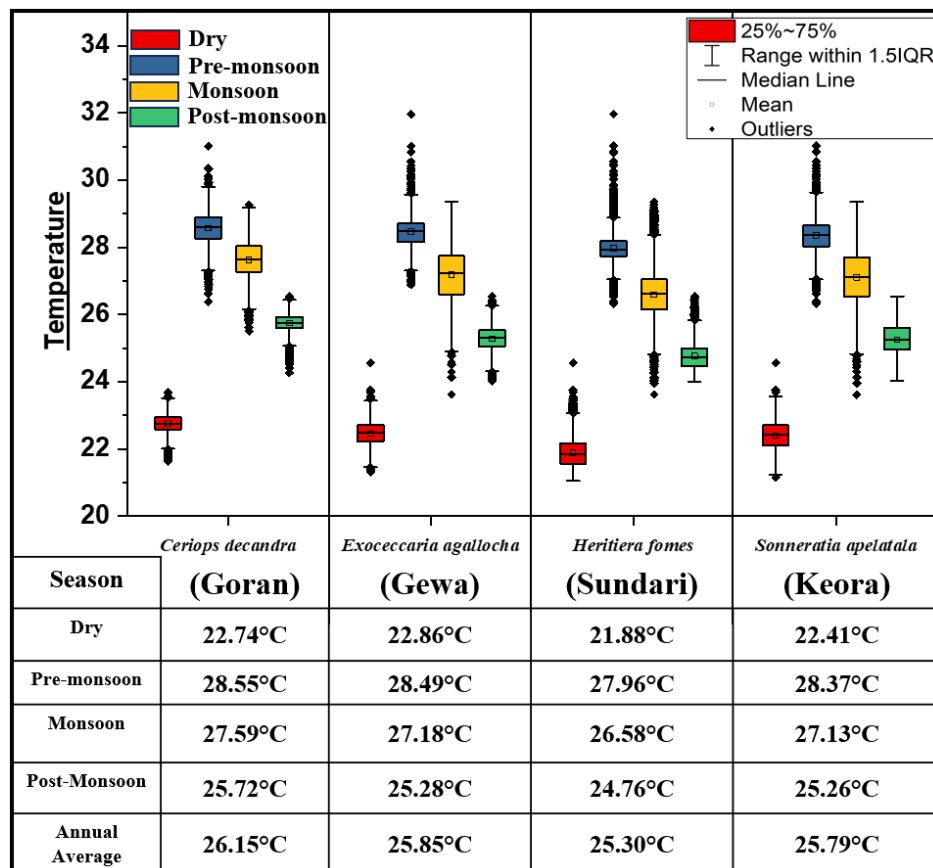 Temperature
34
32
30
28
26
24
22
20
Dry
Pre-monsoon
Monsoon
Post-monsoon
25%~75%
Range within 1.5IQR
Median Line
Mean
Outliers
Ceriops decandra Exoceccaria agallocha Heritiera fomes Sonneratia apelatala
Season (Goran) (Gewa) (Sundari) (Keora)
Dry 22.74°C 22.86°C 21.88°C 22.41°C
Pre-monsoon 28.55°C 28.49°C 27.96°C 28.37°C
Monsoon 27.59°C 27.18°C 26.58°C 27.13°C
Post-Monsoon 25.72°C 25.28°C 24.76°C 25.26°C
Annual
Average 26.15°C 25.85°C 25.30°C 25.79°C